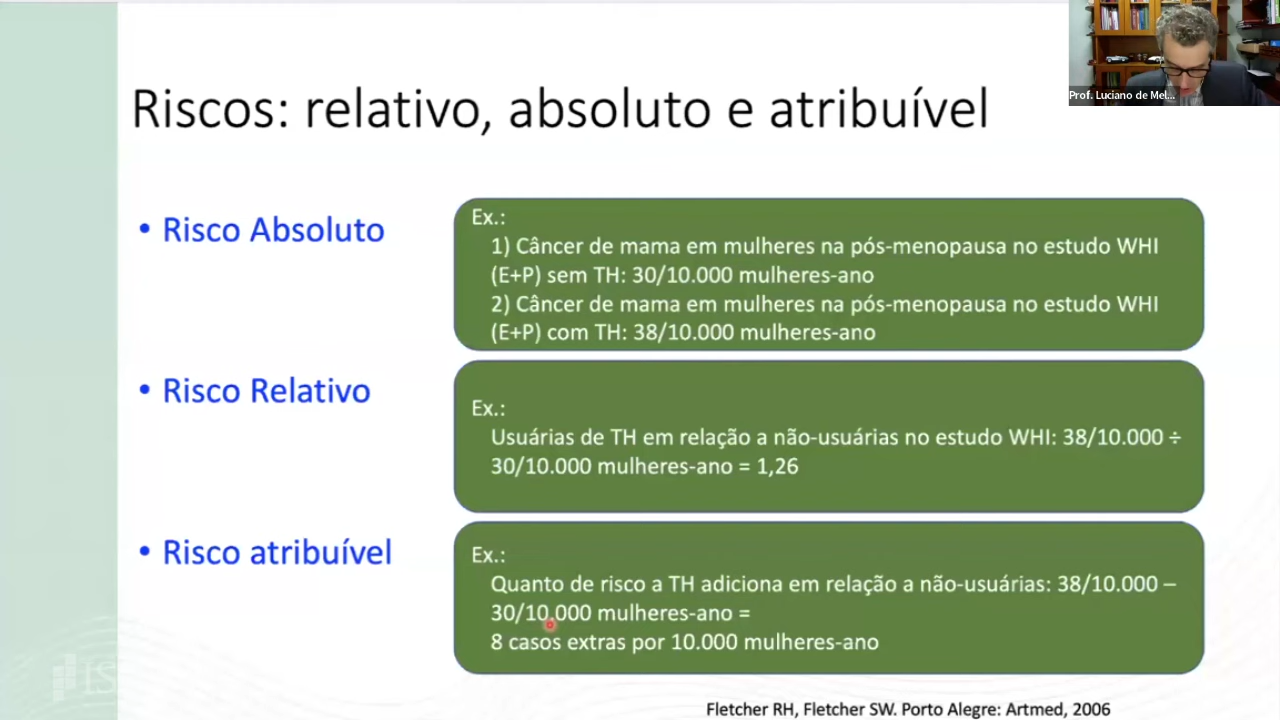 Prof. Luciano de Mel...
Riscos: relativo, absoluto e atribuível
• Risco Absoluto
Ex.:
1) Câncer de mama em mulheres na pós-menopausa no estudo WHI
(E+P) sem TH: 30/10.000 mulheres-ano
2) Câncer de mama em mulheres na pós-menopausa no estudo WHI
(E+P) com TH: 38/10.000 mulheres-ano
• Risco Relativo
Ex.:
Usuárias de TH em relação a não-usuárias no estudo WHI: 38/10.000 ÷
30/10.000 mulheres-ano = 1,26
• Risco atribuível
Ex.:
Quanto de risco a TH adiciona em relação a não-usuárias: 38/10.000 –
30/10.000 mulheres-ano =
8 casos extras por 10.000 mulheres-ano
Fletcher RH, Fletcher SW. Porto Alegre: Artmed, 2006